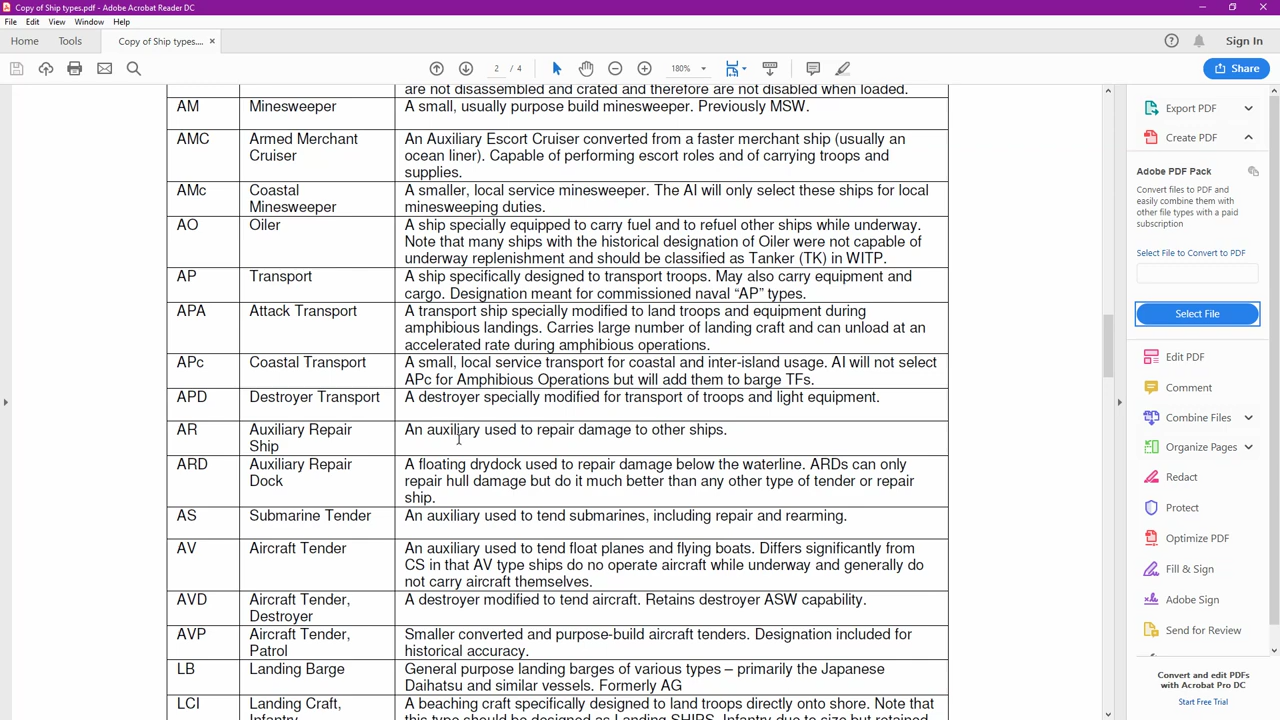 Copy of Ship types.pdf - Adobe Acrobat Reader DC
File Edit View Window Help
Home Tools Copy of Ship types.... × Sign In
2 / 4 180% Share
are not disassembled and crated and therefore are not disabled when loaded.
AM Minesweeper A small, usually purpose build minesweeper. Previously MSW.
AMC Armed Merchant An Auxiliary Escort Cruiser converted from a faster merchant ship (usually an
Cruiser ocean liner). Capable of performing escort roles and of carrying troops and
supplies.
AMc Coastal A smaller, local service minesweeper. The AI will only select these ships for local
Minesweeper minesweeping duties.
AO Oiler A ship specially equipped to carry fuel and to refuel other ships while underway.
Note that many ships with the historical designation of Oiler were not capable of
underway replenishment and should be classified as Tanker (TK) in WITP.
AP Transport A ship specifically designed to transport troops. May also carry equipment and
cargo. Designation meant for commissioned naval “AP” types.
APA Attack Transport A transport ship specially modified to land troops and equipment during
amphibious landings. Carries large number of landing craft and can unload at an
accelerated rate during amphibious operations.
APc Coastal Transport A small, local service transport for coastal and inter-island usage. AI will not select
APc for Amphibious Operations but will add them to barge TFs.
APD Destroyer Transport A destroyer specially modified for transport of troops and light equipment.
AR Auxiliary Repair An auxiliary used to repair damage to other ships.
Ship
ARD Auxiliary Repair A floating drydock used to repair damage below the waterline. ARDs can only
Dock repair hull damage but do it much better than any other type of tender or repair
ship.
AS Submarine Tender An auxiliary used to tend submarines, including repair and rearming.
AV Aircraft Tender An auxiliary used to tend float planes and flying boats. Differs significantly from
CS in that AV type ships do no operate aircraft while underway and generally do
not carry aircraft themselves.
AVD Aircraft Tender, A destroyer modified to tend aircraft. Retains destroyer ASW capability.
Destroyer
AVP Aircraft Tender, Smaller converted and purpose-build aircraft tenders. Designation included for
Patrol historical accuracy.
LB Landing Barge General purpose landing barges of various types – primarily the Japanese
Daihatsu and similar vessels. Formerly AG
LCI Landing Craft, A beaching craft specifically designed to land troops directly onto shore. Note that
Infantry this type should be designed as Landing SHIPS, Infantry due to size but retained
Export PDF
Create PDF
Adobe PDF Pack
Convert files to PDF and
easily combine them with
other file types with a paid
subscription
Select File to Convert to PDF
Select File
Edit PDF
Comment
Combine Files
Organize Pages
Redact
Protect
Optimize PDF
Fill & Sign
Adobe Sign
Send for Review
Convert and edit PDFs
with Acrobat Pro DC
Start Free Trial